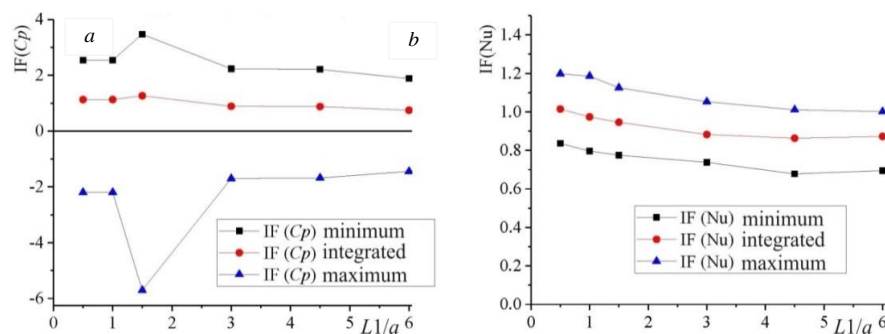 4
2
0
-2
-4
-6
IF(Cp)
a
b
IF (Cp) minimum
IF (Cp) integrated
IF (Cp) maximum
0 1 2 3 4 5 6
L1/a
IF(Nu)
1.4
1.2
1.0
0.8
0.6
0.4
0.2
0.0
IF (Nu) minimum
IF (Nu) integrated
IF (Nu) maximum
0 1 2 3 4 5 6
L1/a